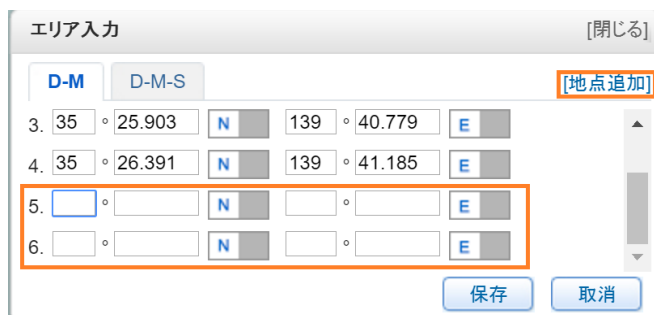 エリア入力 [閉じる]
D-M D-M-S [地点追加]
3. 35 ° 25.903 N 139 ° 40.779 E
4. 35 ° 26.391 N 139 ° 41.185 E
5. ° N ° E
6. ° N ° E
保存 取消